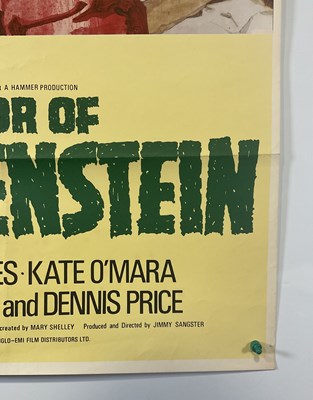 A HAMMER PRODUCTION
OR OF
ENSTEIN
ES · KATE O'MARA
and DENNIS PRICE
created by MARY SHELLEY Produced and Directed by JIMMY SANGSTER
GLO-EMI FILM DISTRIBUTORS LTD.